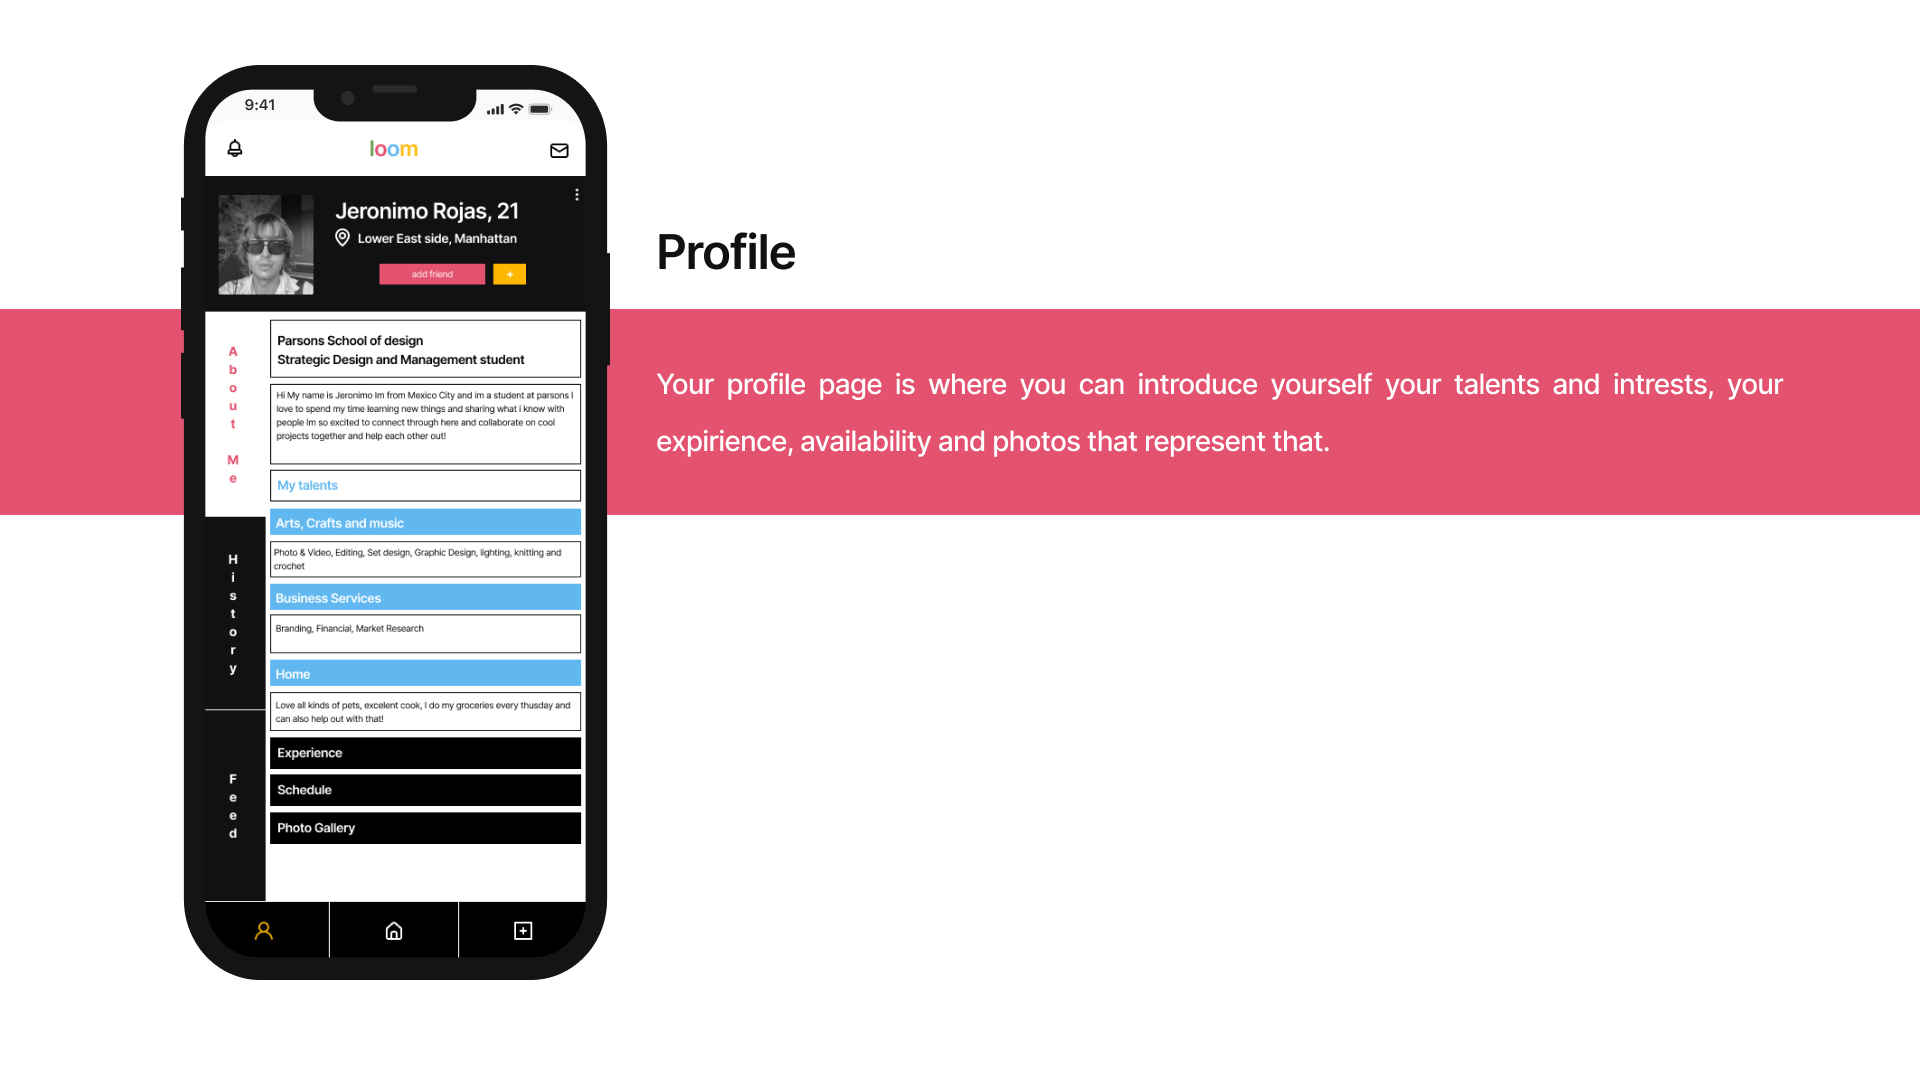 9:41
loom
Jeronimo Rojas, 21
Lower East side, Manhattan
add friend
+
About Me
Parsons School of design
Strategic Design and Management student
Hi My name is Jeronimo Im from Mexico City and im a student at parsons I
love to spend my time learning new things and sharing what i know with
people Im so excited to connect through here and collaborate on cool
projects together and help each other out!
My talents
Arts, Crafts and music
Photo & Video, Editing, Set design, Graphic Design, lighting, knitting and
crochet
History
Business Services
Branding, Financial, Market Research
Home
Love all kinds of pets, excelent cook, I do my groceries every thusday and
can also help out with that!
Feed
Experience
Schedule
Photo Gallery
Profile
Your profile page is where you can introduce yourself your talents and intrests, your
expirience, availability and photos that represent that.